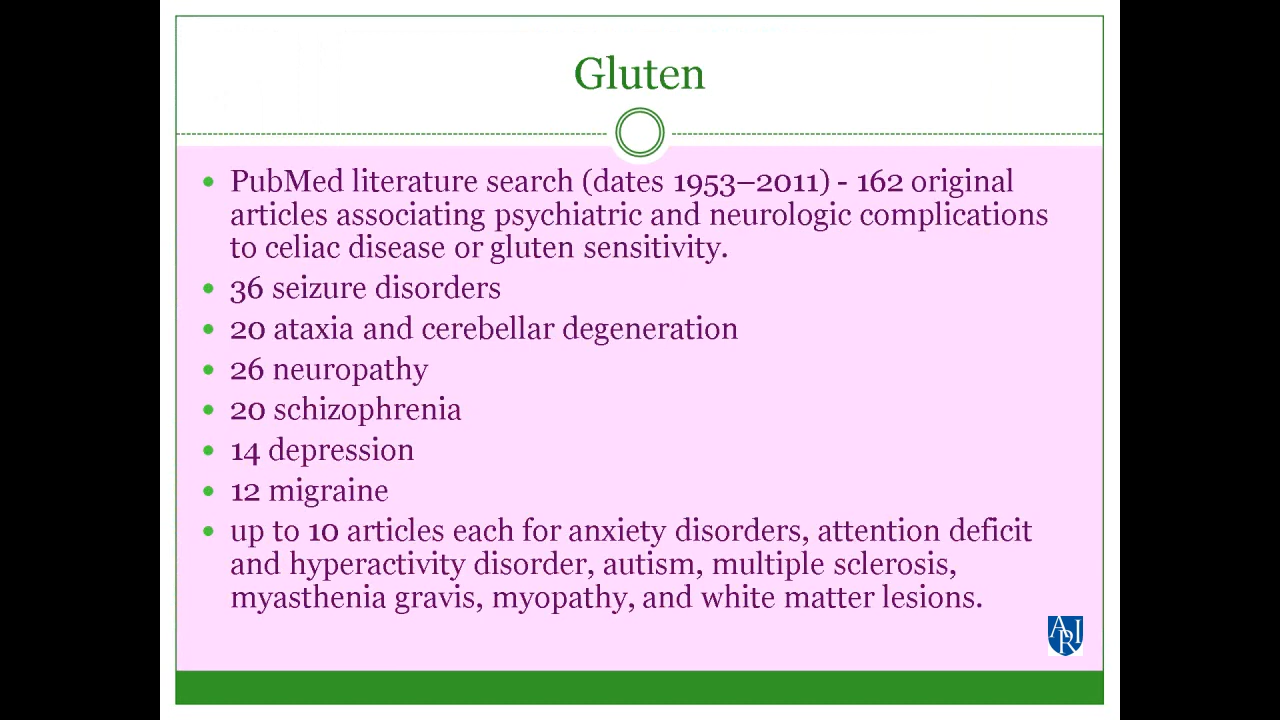 Gluten
• PubMed literature search (dates 1953–2011) - 162 original
articles associating psychiatric and neurologic complications
to celiac disease or gluten sensitivity.
• 36 seizure disorders
• 20 ataxia and cerebellar degeneration
• 26 neuropathy
• 20 schizophrenia
• 14 depression
• 12 migraine
• up to 10 articles each for anxiety disorders, attention deficit
and hyperactivity disorder, autism, multiple sclerosis,
myasthenia gravis, myopathy, and white matter lesions.
ARI